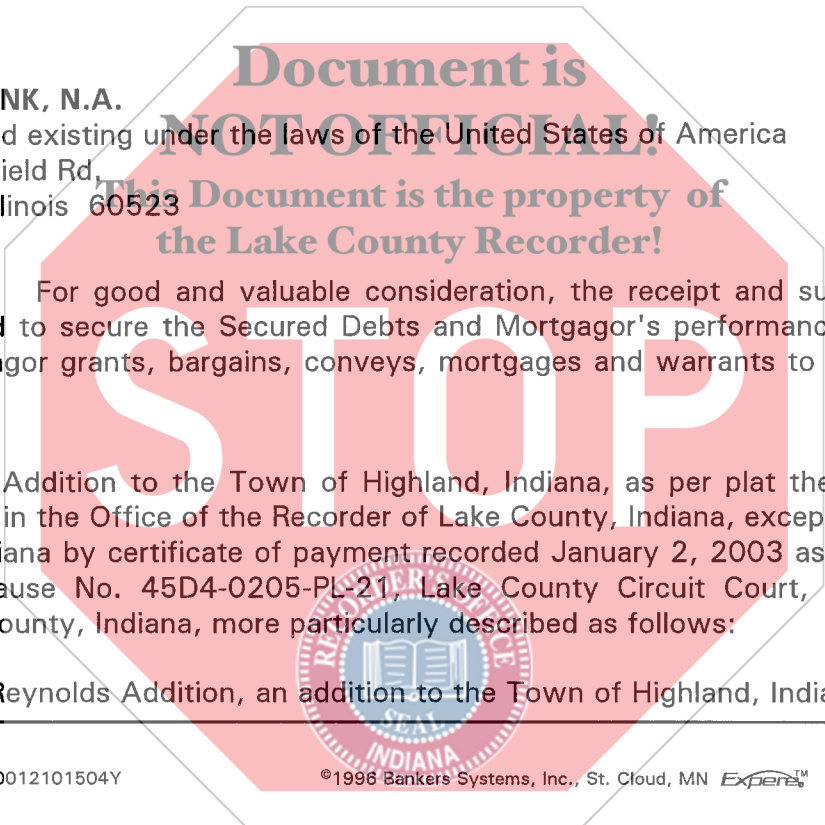 Document is
NK, N.A.
NOT OFFICIAL!
d existing under the laws of the United States of America
ield Rd,
This Document is the property of
linois 60523
the Lake County Recorder!
For good and valuable consideration, the receipt and su
d to secure the Secured Debts and Mortgagor's performanc
agor grants, bargains, conveys, mortgages and warrants to
STOP
Addition to the Town of Highland, Indiana, as per plat the
in the Office of the Recorder of Lake County, Indiana, excep
iana by certificate of payment recorded January 2, 2003 as
ause No. 45D4-0205-PL-21, Lake County Circuit Court,
ounty, Indiana, more particularly described as follows:
RECORDER'S OFFICE
SEAL
INDIANA
Reynolds Addition, an addition to the Town of Highland, India
0012101504Y
©1996 Bankers Systems, Inc., St. Cloud, MN Expere™